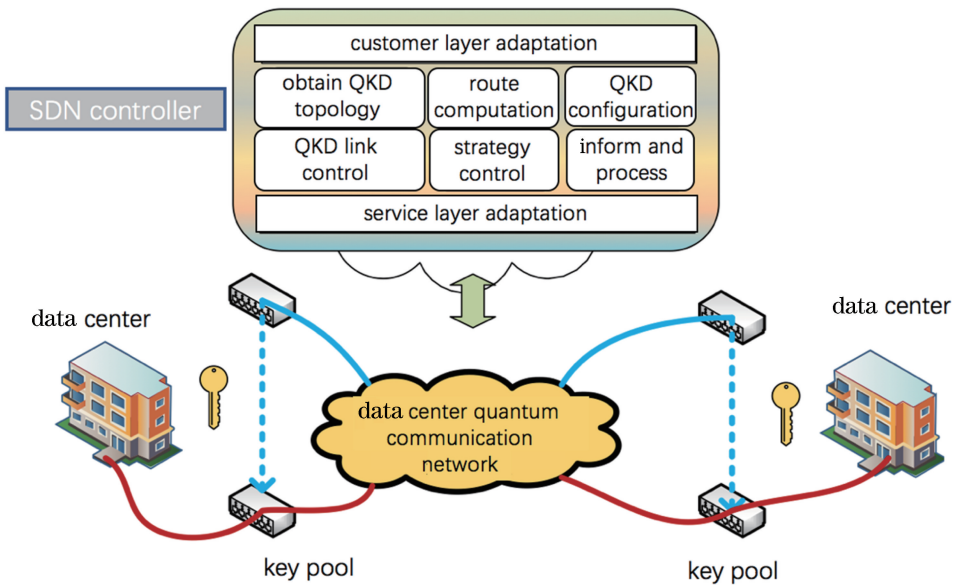 customer layer adaptation
obtain QKD
topology
route
computation
QKD
configuration
SDN controller
QKD link
control
strategy
control
inform and
process
service layer adaptation
data center
data center
data center quantum
communication
network
key pool
key pool